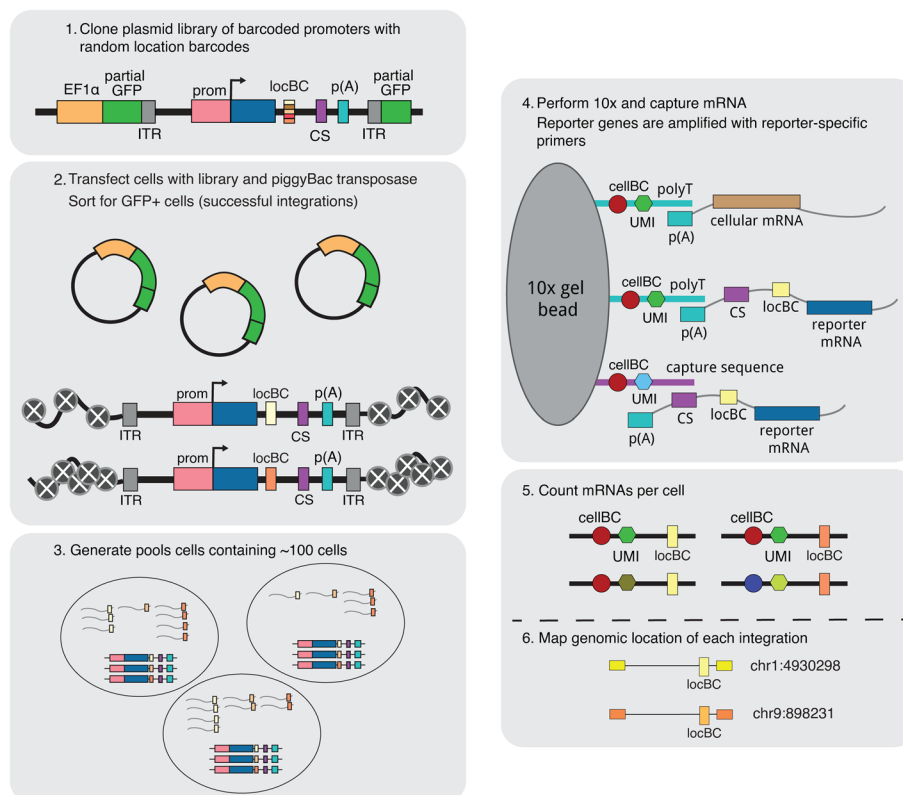 1. Clone plasmid library of barcoded promoters with
random location barcodes
partial
GFP
EF1α
prom
locBC
p(A)
partial
GFP
ITR
CS
ITR
2. Transfect cells with library and piggyBac transposase
Sort for GFP+ cells (successful integrations)
prom
locBC
p(A)
ITR
CS
ITR
prom
locBC
p(A)
ITR
CS
ITR
3. Generate pools cells containing ~100 cells
4. Perform 10x and capture mRNA
Reporter genes are amplified with reporter-specific
primers
10x gel
bead
cellBC
polyT
UMI
p(A)
cellular mRNA
cellBC
polyT
UMI
p(A)
CS
locBC
reporter
mRNA
cellBC
capture sequence
UMI
p(A)
CS
locBC
reporter
mRNA
5. Count mRNAs per cell
cellBC
UMI
locBC
cellBC
UMI
locBC
6. Map genomic location of each integration
locBC
chr1:4930298
locBC
chr9:898231